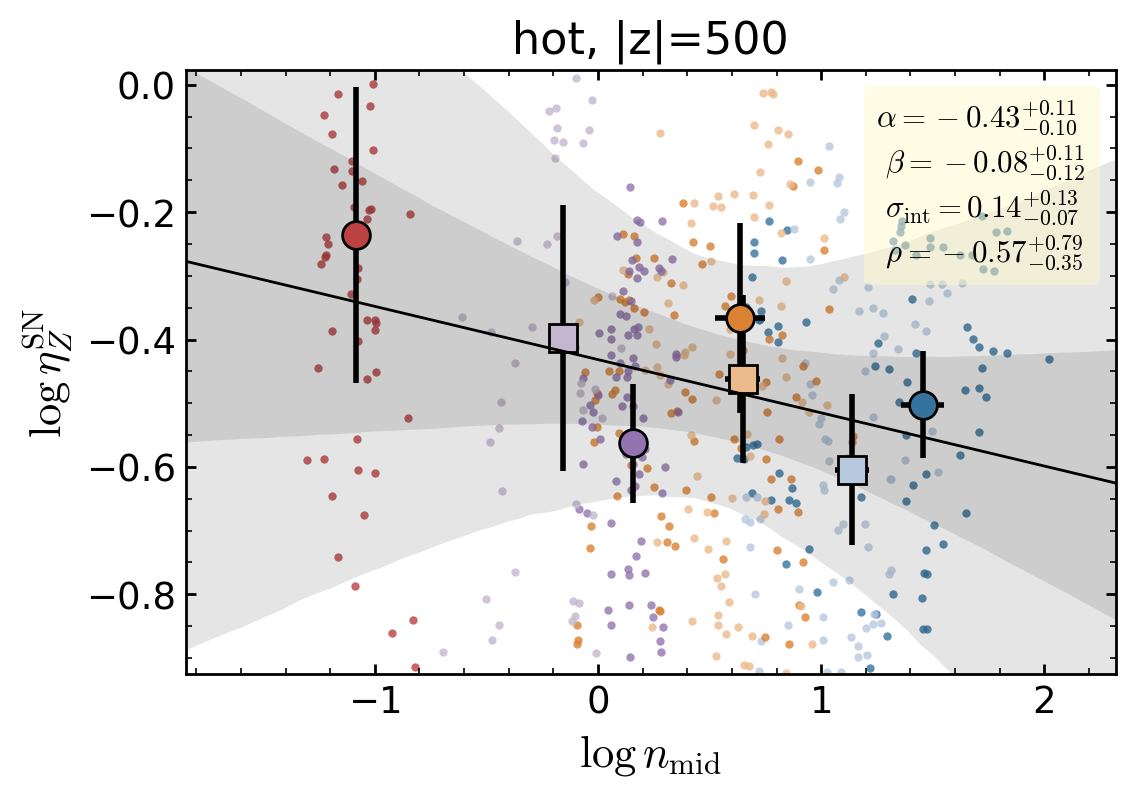 hot, |z|=500
0.0
−0.2
−0.4
−0.6
−0.8
log η_Z^SN
α = −0.43^{+0.11}_{−0.10}
β = −0.08^{+0.11}_{−0.12}
σ_int = 0.14^{+0.13}_{−0.07}
ρ = −0.57^{+0.79}_{−0.35}
−1 0 1 2
log n_mid